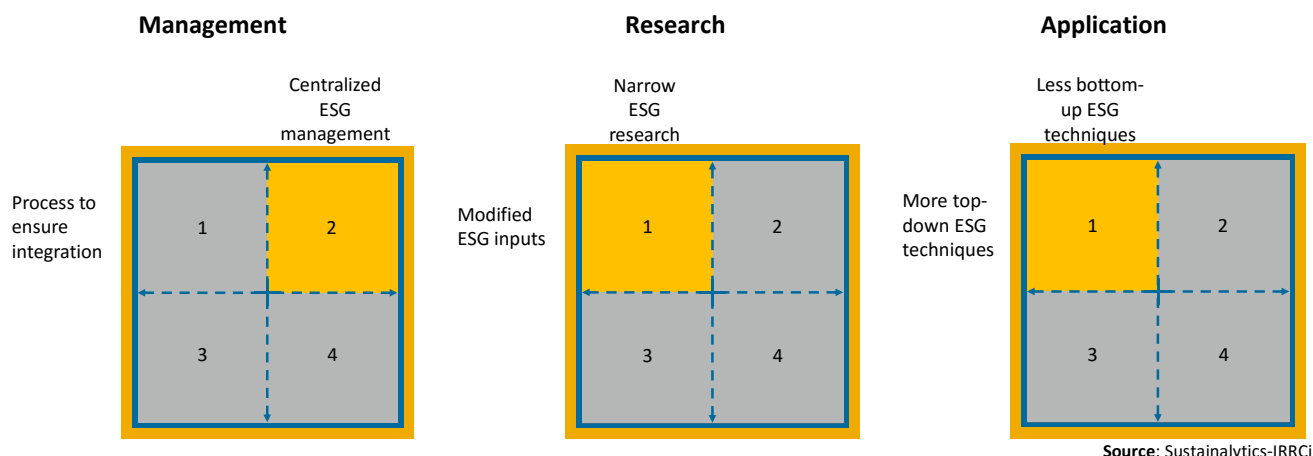 Management
Centralized
ESG
management
Process to
ensure
integration
1
2
3
4
Research
Narrow
ESG
research
Modified
ESG inputs
1
2
3
4
Application
Less bottom-
up ESG
techniques
More top-
down ESG
techniques
1
2
3
4
Source: Sustainalytics-IRRCi